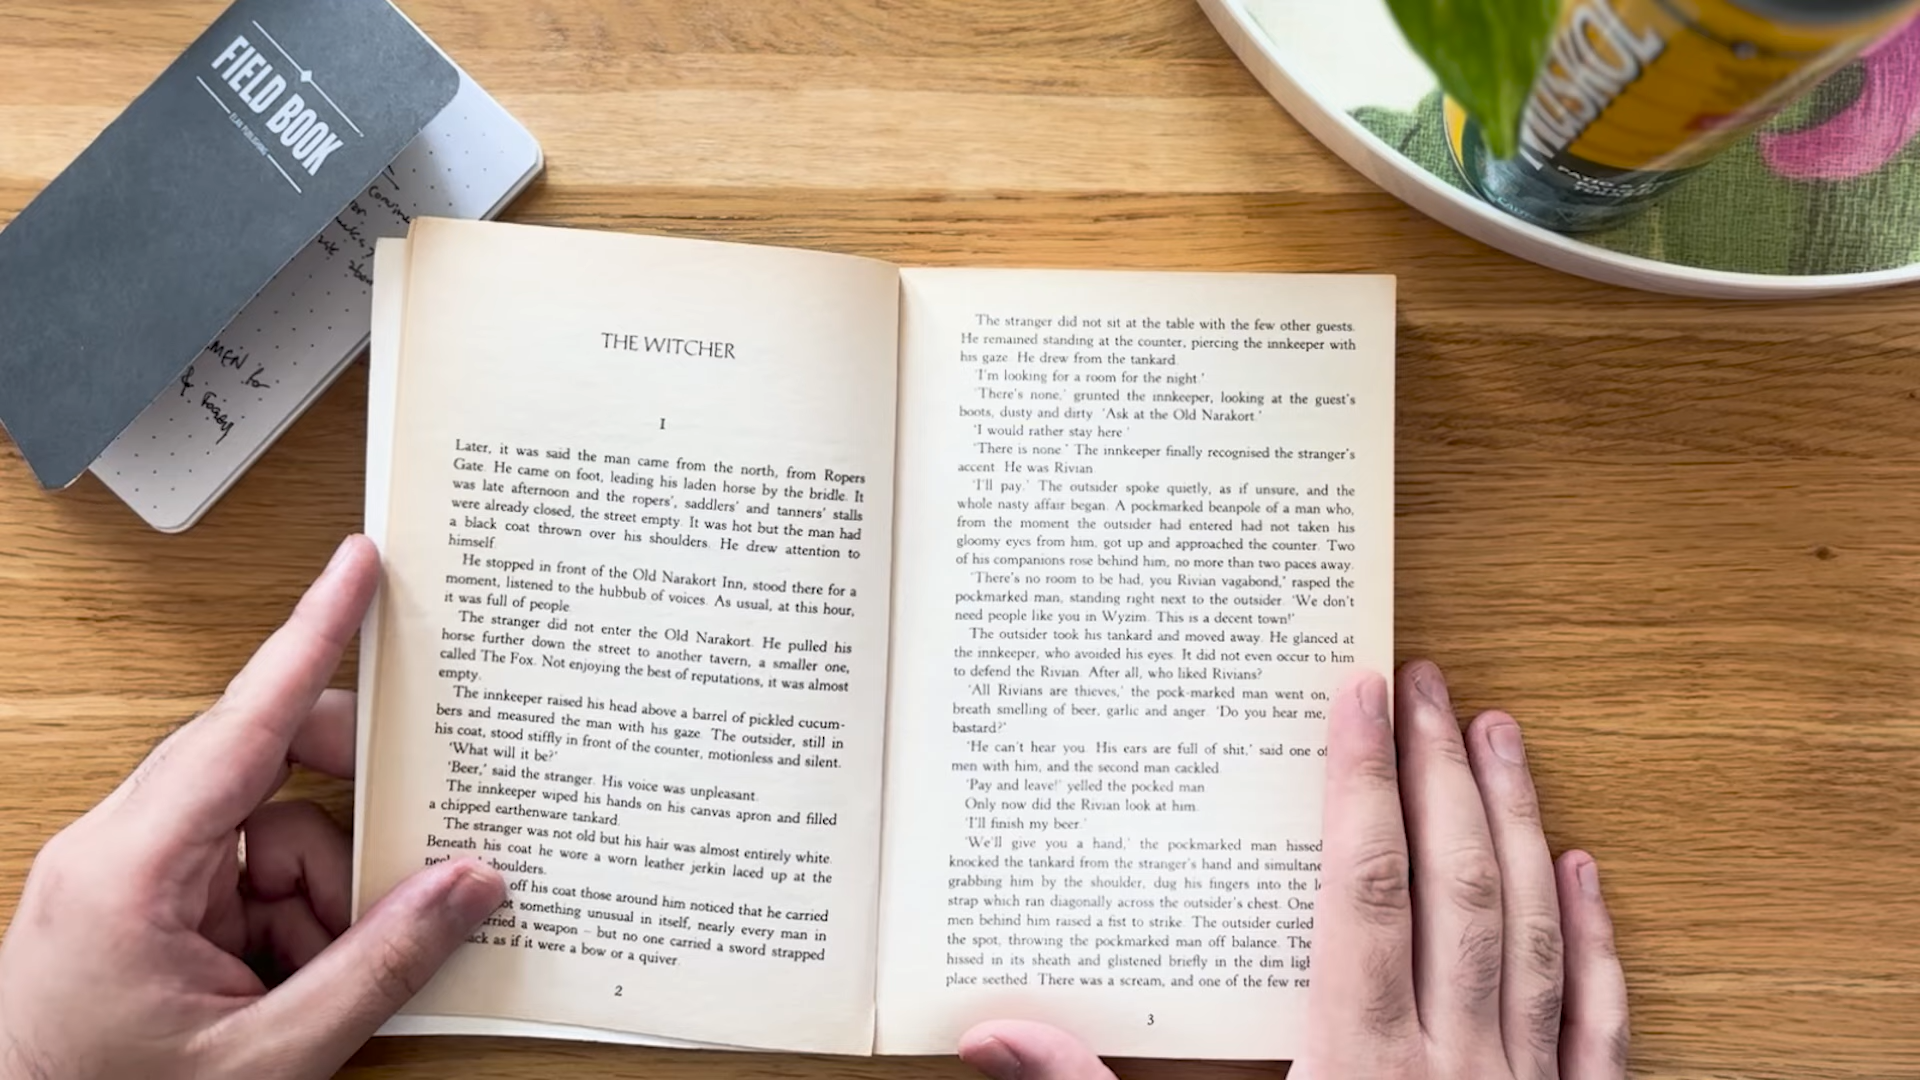 FIELD BOOK
THE WITCHER
I
Later, it was said the man came from the north, from Ropers
Gate. He came on foot, leading his laden horse by the bridle. It
was late afternoon and the ropers', saddlers' and tanners' stalls
were already closed, the street empty. It was hot but the man had
a black coat thrown over his shoulders. He drew attention to
himself.
He stopped in front of the Old Narakort Inn, stood there for a
moment, listened to the hubbub of voices. As usual, at this hour,
it was full of people.
The stranger did not enter the Old Narakort. He pulled his
horse further down the street to another tavern, a smaller one,
called The Fox. Not enjoying the best of reputations, it was almost
empty.
The innkeeper raised his head above a barrel of pickled cucum-
bers and measured the man with his gaze. The outsider, still in
his coat, stood stiffly in front of the counter, motionless and silent.
'What will it be?'
'Beer,' said the stranger. His voice was unpleasant.
The innkeeper wiped his hands on his canvas apron and filled
a chipped earthenware tankard.
The stranger was not old but his hair was almost entirely white.
Beneath his coat he wore a worn leather jerkin laced up at the
shoulders.
off his coat those around him noticed that he carried
something unusual in itself, nearly every man in
a weapon – but no one carried a sword strapped
as if it were a bow or a quiver.
2
The stranger did not sit at the table with the few other guests.
He remained standing at the counter, piercing the innkeeper with
his gaze. He drew from the tankard.
'I'm looking for a room for the night.'
'There's none,' grunted the innkeeper, looking at the guest's
boots, dusty and dirty. 'Ask at the Old Narakort.'
'I would rather stay here.'
'There is none.' The innkeeper finally recognised the stranger's
accent. He was Rivian.
'I'll pay.' The outsider spoke quietly, as if unsure, and the
whole nasty affair began. A pockmarked beanpole of a man who,
from the moment the outsider had entered had not taken his
gloomy eyes from him, got up and approached the counter. Two
of his companions rose behind him, no more than two paces away.
'There's no room to be had, you Rivian vagabond,' rasped the
pockmarked man, standing right next to the outsider. 'We don't
need people like you in Wyzim. This is a decent town!'
The outsider took his tankard and moved away. He glanced at
the innkeeper, who avoided his eyes. It did not even occur to him
to defend the Rivian. After all, who liked Rivians?
'All Rivians are thieves,' the pock-marked man went on,
breath smelling of beer, garlic and anger. 'Do you hear me,
bastard?'
'He can't hear you. His ears are full of shit,' said one of
men with him, and the second man cackled.
'Pay and leave!' yelled the pocked man.
Only now did the Rivian look at him.
'I'll finish my beer.'
'We'll give you a hand,' the pockmarked man hissed
knocked the tankard from the stranger's hand and
grabbing him by the shoulder, dug his fingers into the
strap which ran diagonally across the outsider's chest. One
men behind him raised a fist to strike. The outsider curled
the spot, throwing the pockmarked man off balance. The
hissed in its sheath and glistened briefly in the dim
place seethed. There was a scream, and one of the few
3